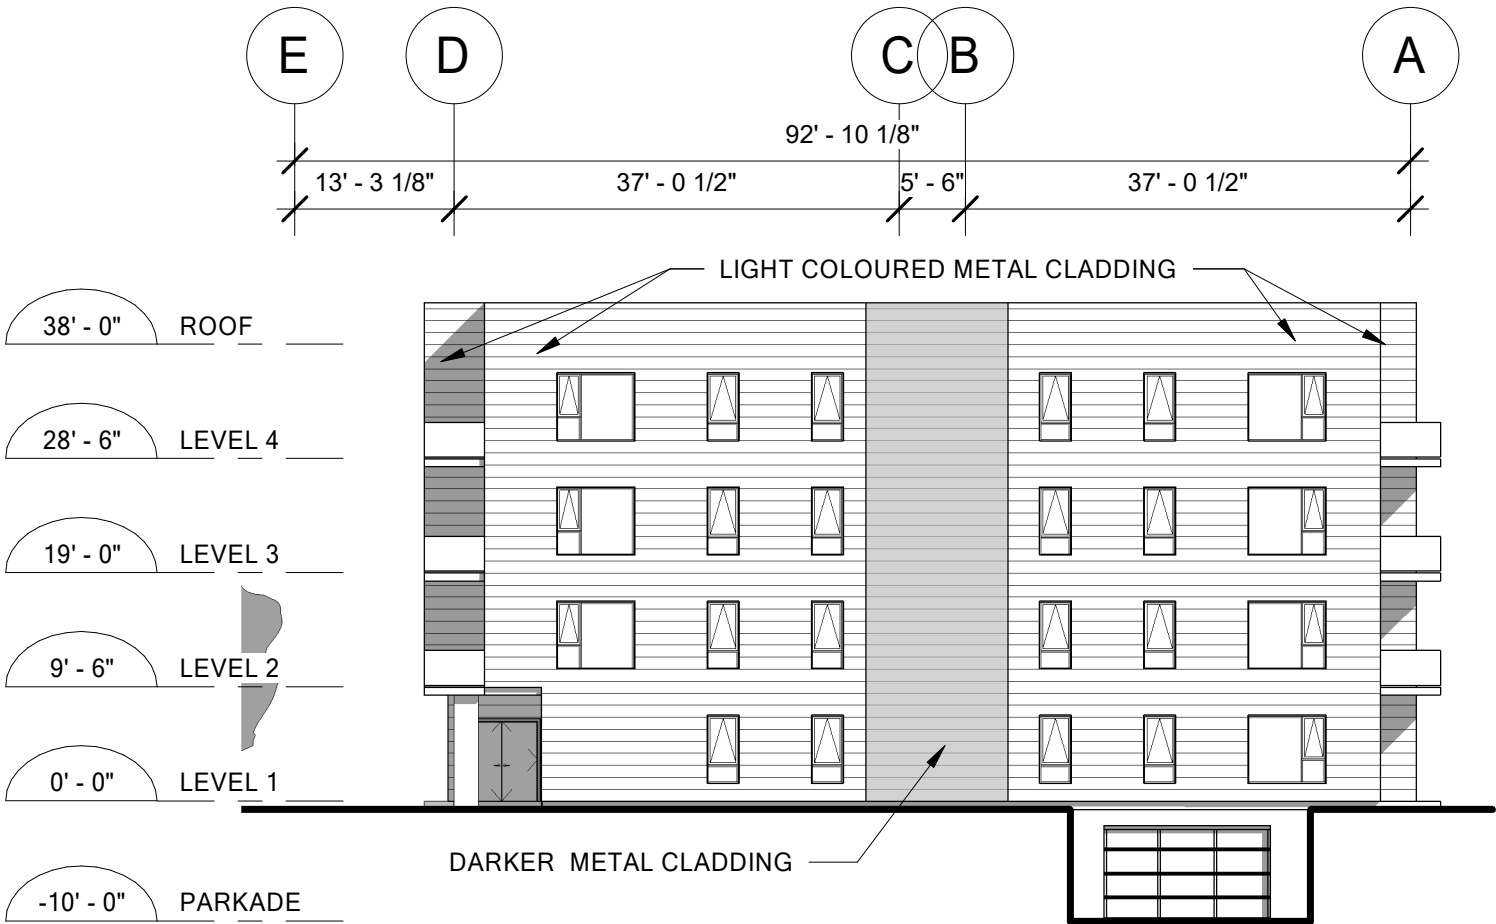 E D C B A
92' - 10 1/8"
13' - 3 1/8" 37' - 0 1/2" 5' - 6" 37' - 0 1/2"
LIGHT COLOURED METAL CLADDING
38' - 0" ROOF
28' - 6" LEVEL 4
19' - 0" LEVEL 3
9' - 6" LEVEL 2
0' - 0" LEVEL 1
DARKER METAL CLADDING
-10' - 0" PARKADE